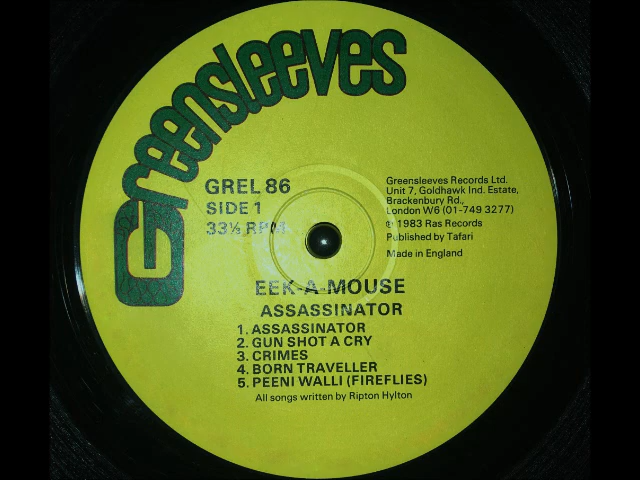 Greensleeves
GREL 86
SIDE 1
33⅓ RPM
Greensleeves Records Ltd.
Unit 7, Goldhawk Ind. Estate,
Brackenbury Rd.,
London W6 (01-749 3277)
℗ 1983 Ras Records
Published by Tafari
Made in England
EEK-A-MOUSE
ASSASSINATOR
1. ASSASSINATOR
2. GUN SHOT A CRY
3. CRIMES
4. BORN TRAVELLER
5. PEENI WALLI (FIREFLIES)
All songs written by Ripton Hylton